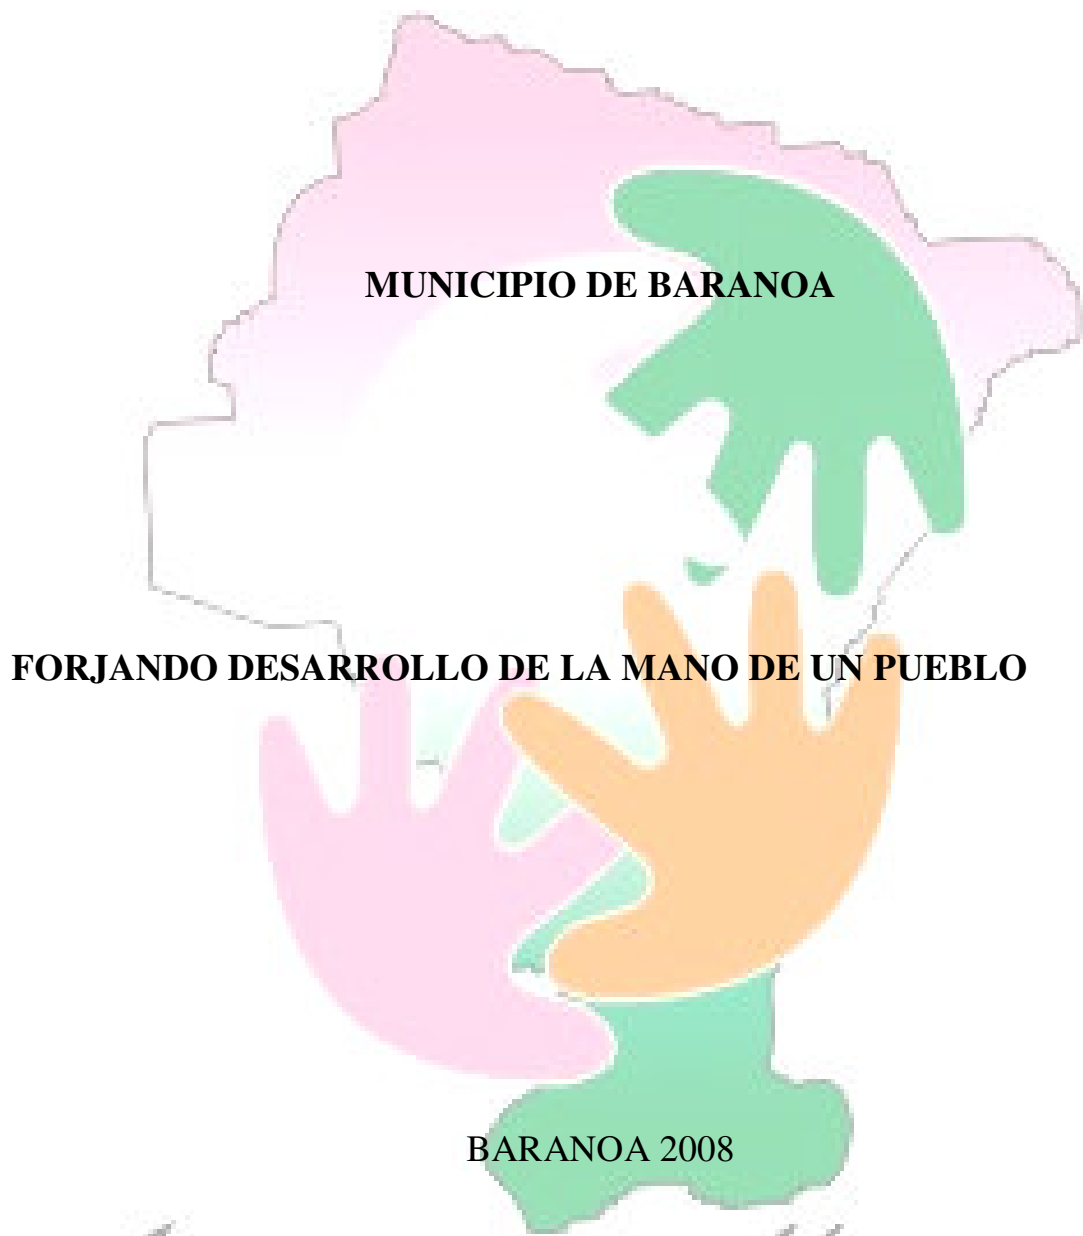 MUNICIPIO DE BARANOA
FORJANDO DESARROLLO DE LA MANO DE UN PUEBLO
BARANOA 2008